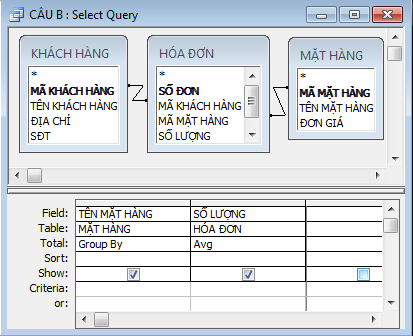 CÂU B : Select Query
KHÁCH HÀNG
*
MÃ KHÁCH HÀNG
TÊN KHÁCH HÀNG
ĐỊA CHỈ
SĐT
HÓA ĐƠN
*
SỐ ĐƠN
MÃ KHÁCH HÀNG
MÃ MẶT HÀNG
SỐ LƯỢNG
MẶT HÀNG
*
MÃ MẶT HÀNG
TÊN MẶT HÀNG
ĐƠN GIÁ
Field: TÊN MẶT HÀNG SỐ LƯỢNG
Table: MẶT HÀNG HÓA ĐƠN
Total: Group By Avg
Sort:
Show:
Criteria:
or: